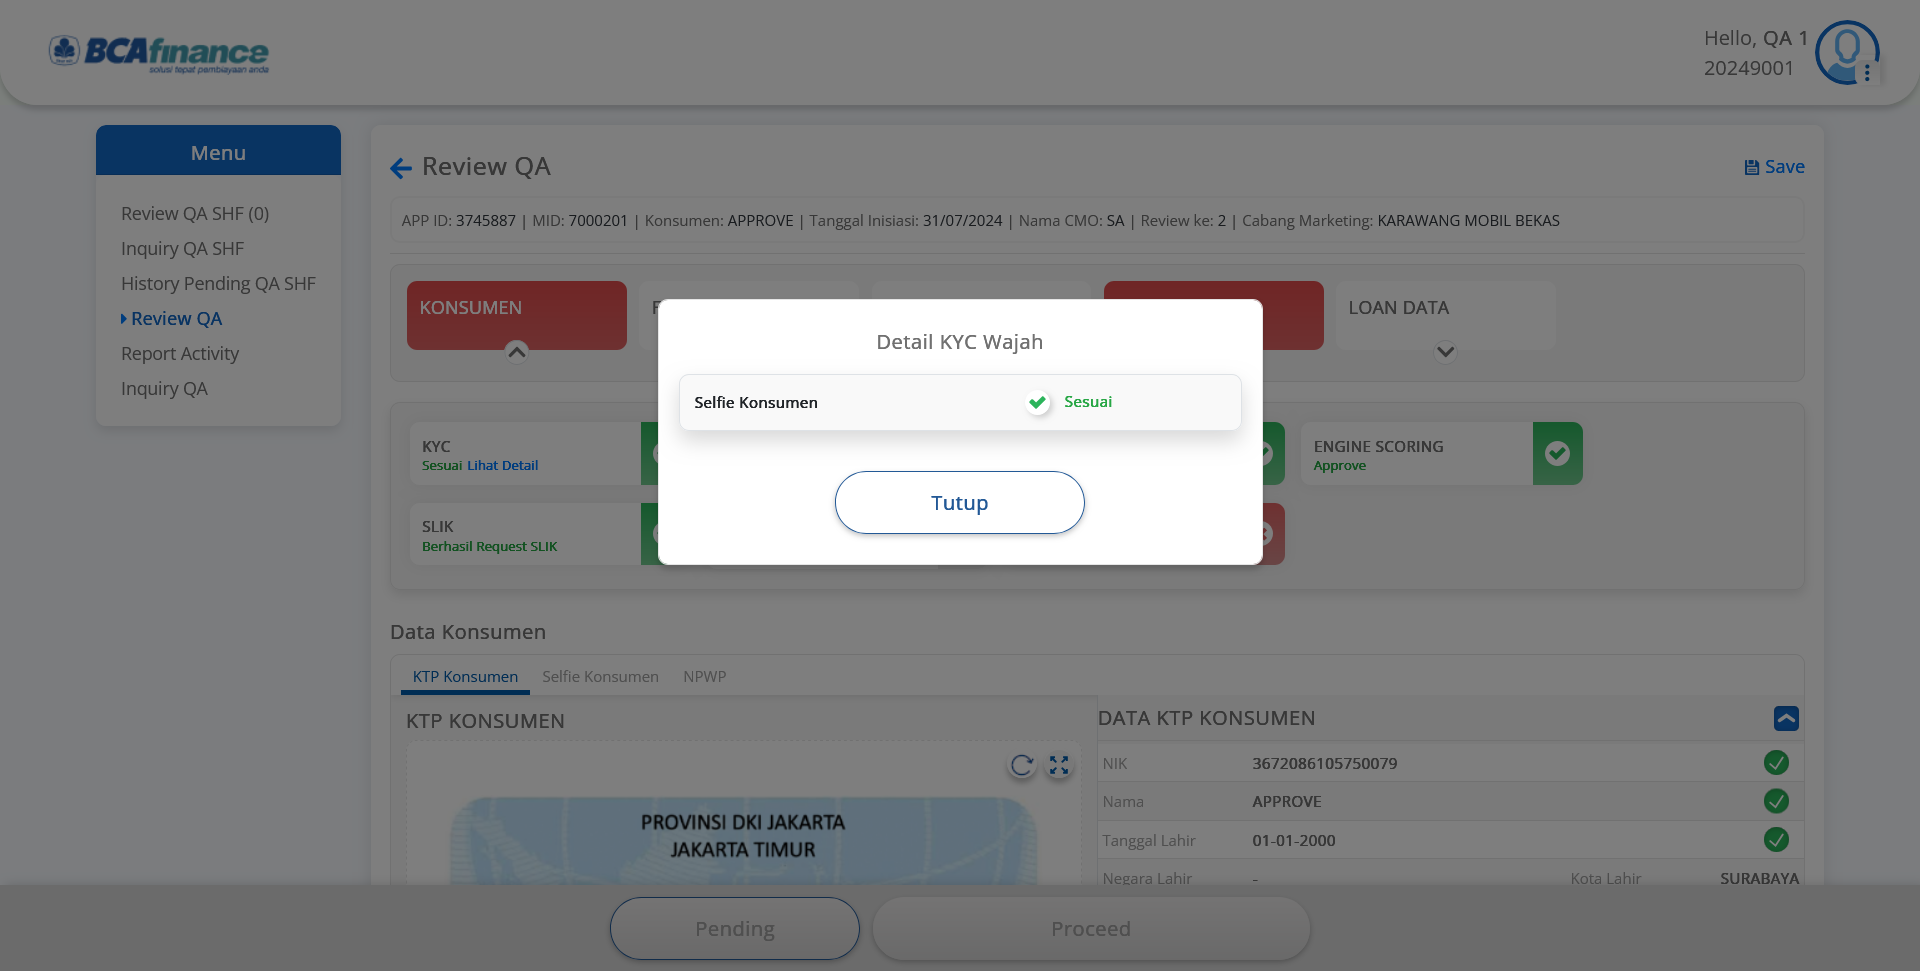 BCAfinance
solusi tepat pembiayaan anda
Hello, QA 1
20249001
Menu
Review QA SHF (0)
Inquiry QA SHF
History Pending QA SHF
Review QA
Report Activity
Inquiry QA
Review QA
Save
APP ID: 3745887 | MID: 7000201 | Konsumen: APPROVE | Tanggal Inisiasi: 31/07/2024 | Nama CMO: SA | Review ke: 2 | Cabang Marketing: KARAWANG MOBIL BEKAS
KONSUMEN
LOAN DATA
Detail KYC Wajah
Selfie Konsumen
Sesuai
Tutup
KYC
Sesuai Lihat Detail
ENGINE SCORING
Approve
SLIK
Berhasil Request SLIK
Data Konsumen
KTP Konsumen
Selfie Konsumen
NPWP
KTP KONSUMEN
PROVINSI DKI JAKARTA
JAKARTA TIMUR
DATA KTP KONSUMEN
NIK 3672086105750079
Nama APPROVE
Tanggal Lahir 01-01-2000
Negara Lahir - Kota Lahir SURABAYA
Pending
Proceed